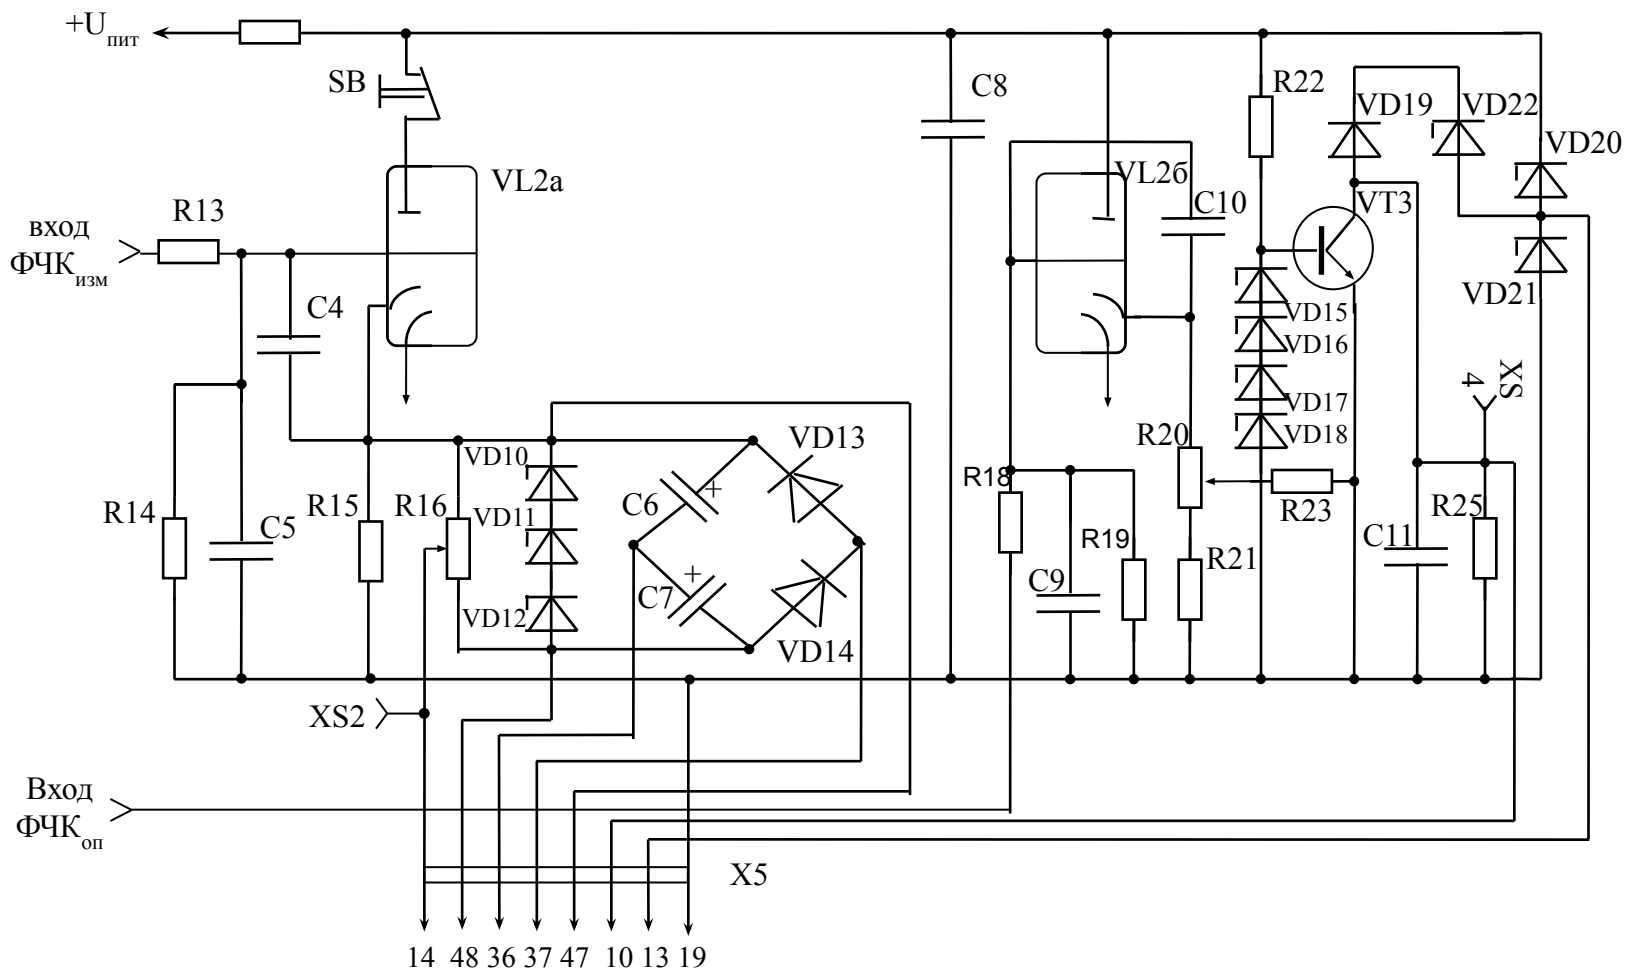 +Uпит
SB
C8
R22
VD19
VD22
VD20
VL2а
VL2б
C10
VT3
R13
вход
ФЧКизм
VD21
C4
VD15
VD16
VD17
VD18
XS
4
R20
VD13
VD10
R18
R14
C5
R15
R16
VD11
C6
+
R23
R25
C11
R19
R21
C9
+
C7
VD12
VD14
XS2
Вход
ФЧКоп
X5
14 48 36 37 47 10 13 19